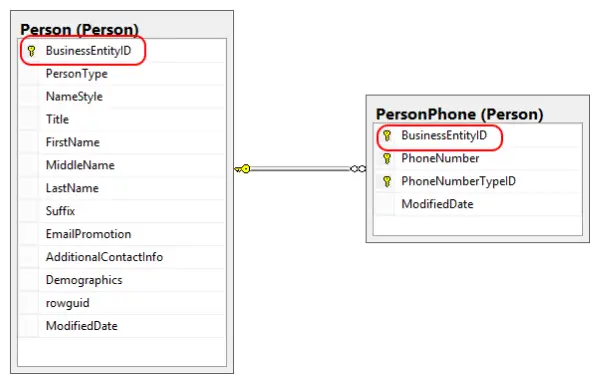 Person (Person)
BusinessEntityID
PersonType
NameStyle
Title
FirstName
MiddleName
LastName
Suffix
EmailPromotion
AdditionalContactInfo
Demographics
rowguid
ModifiedDate
PersonPhone (Person)
BusinessEntityID
PhoneNumber
PhoneNumberTypeID
ModifiedDate